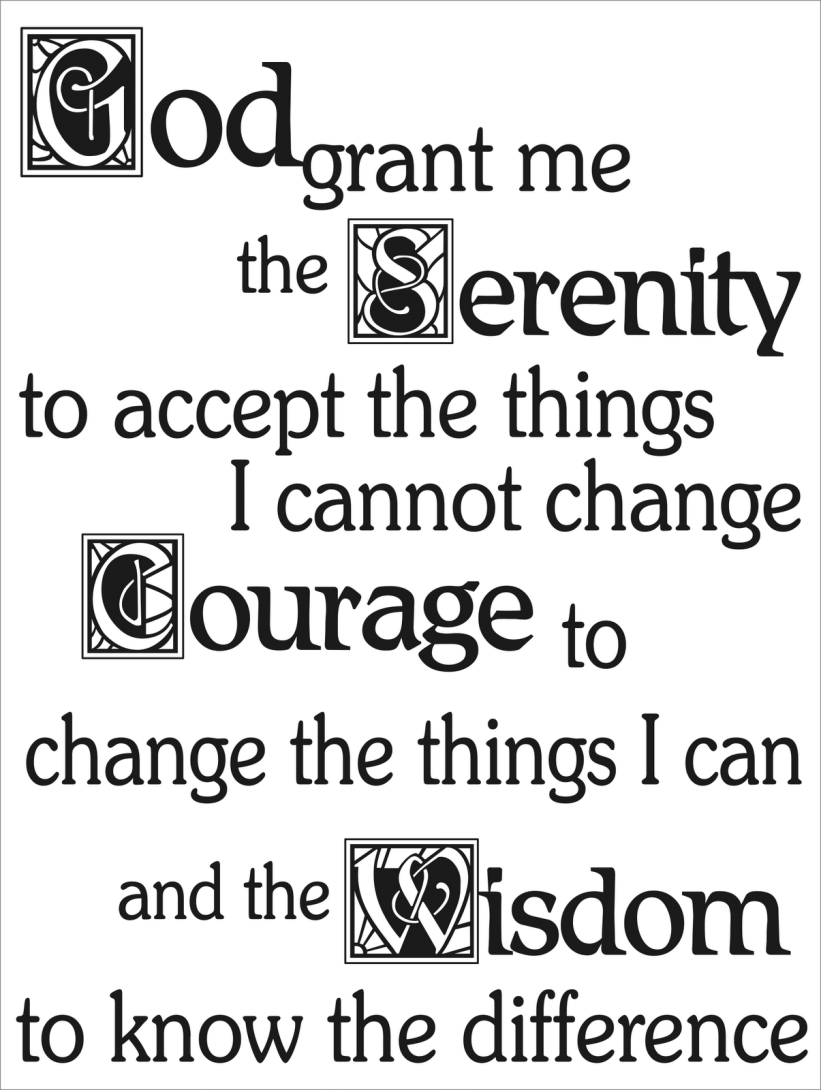 God grant me
the Serenity
to accept the things
I cannot change
Courage to
change the things I can
and the Wisdom
to know the difference